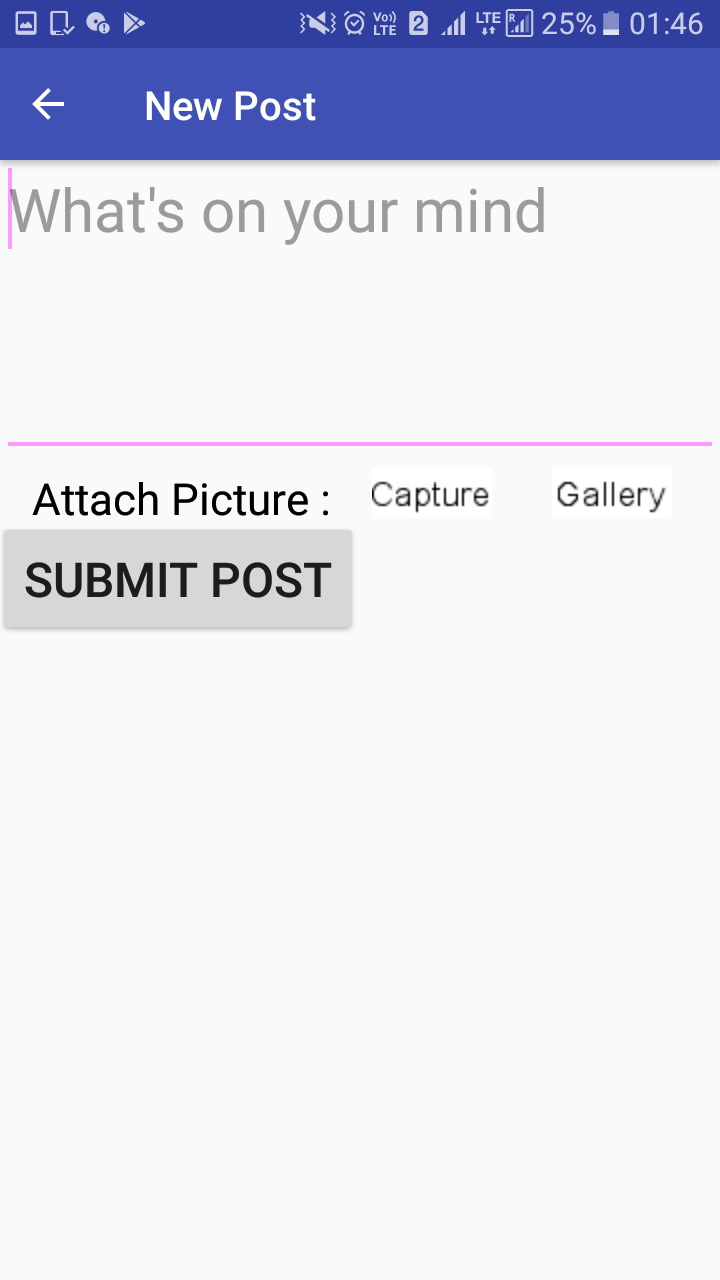 Vo)) LTE 2 LTE R 25% 01:46
New Post
What's on your mind
Attach Picture : Capture Gallery
SUBMIT POST